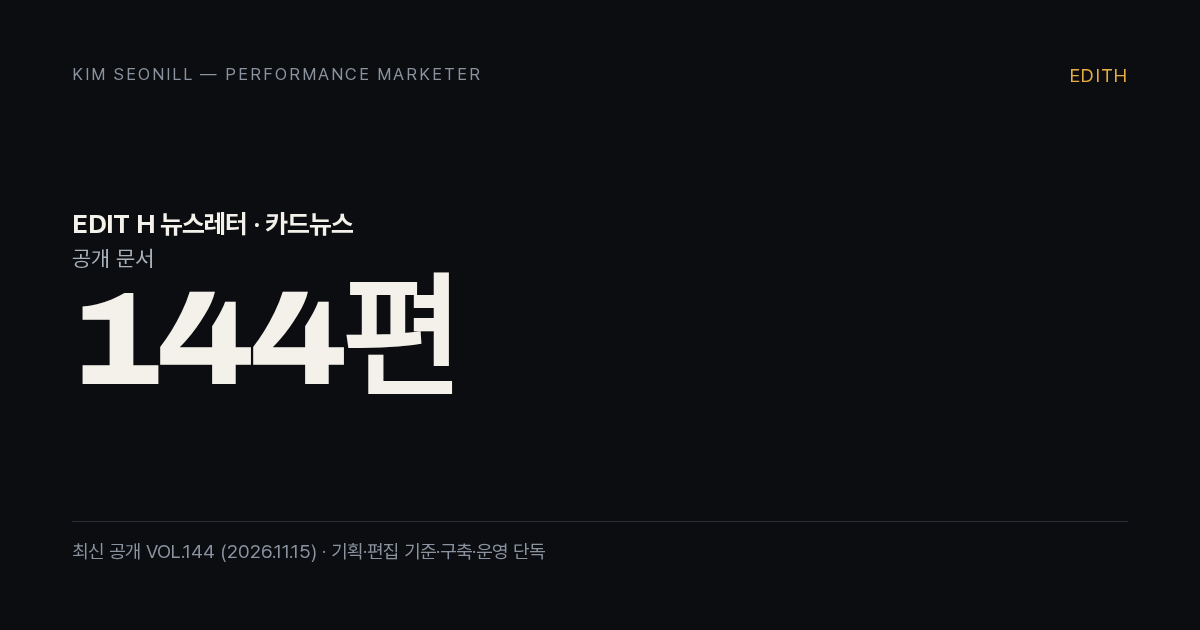 KIM SEONILL — PERFORMANCE MARKETER
EDITH
EDIT H 뉴스레터 · 카드뉴스
공개 문서
144편
최신 공개 VOL.144 (2026.11.15) · 기획·편집 기준·구축·운영 단독